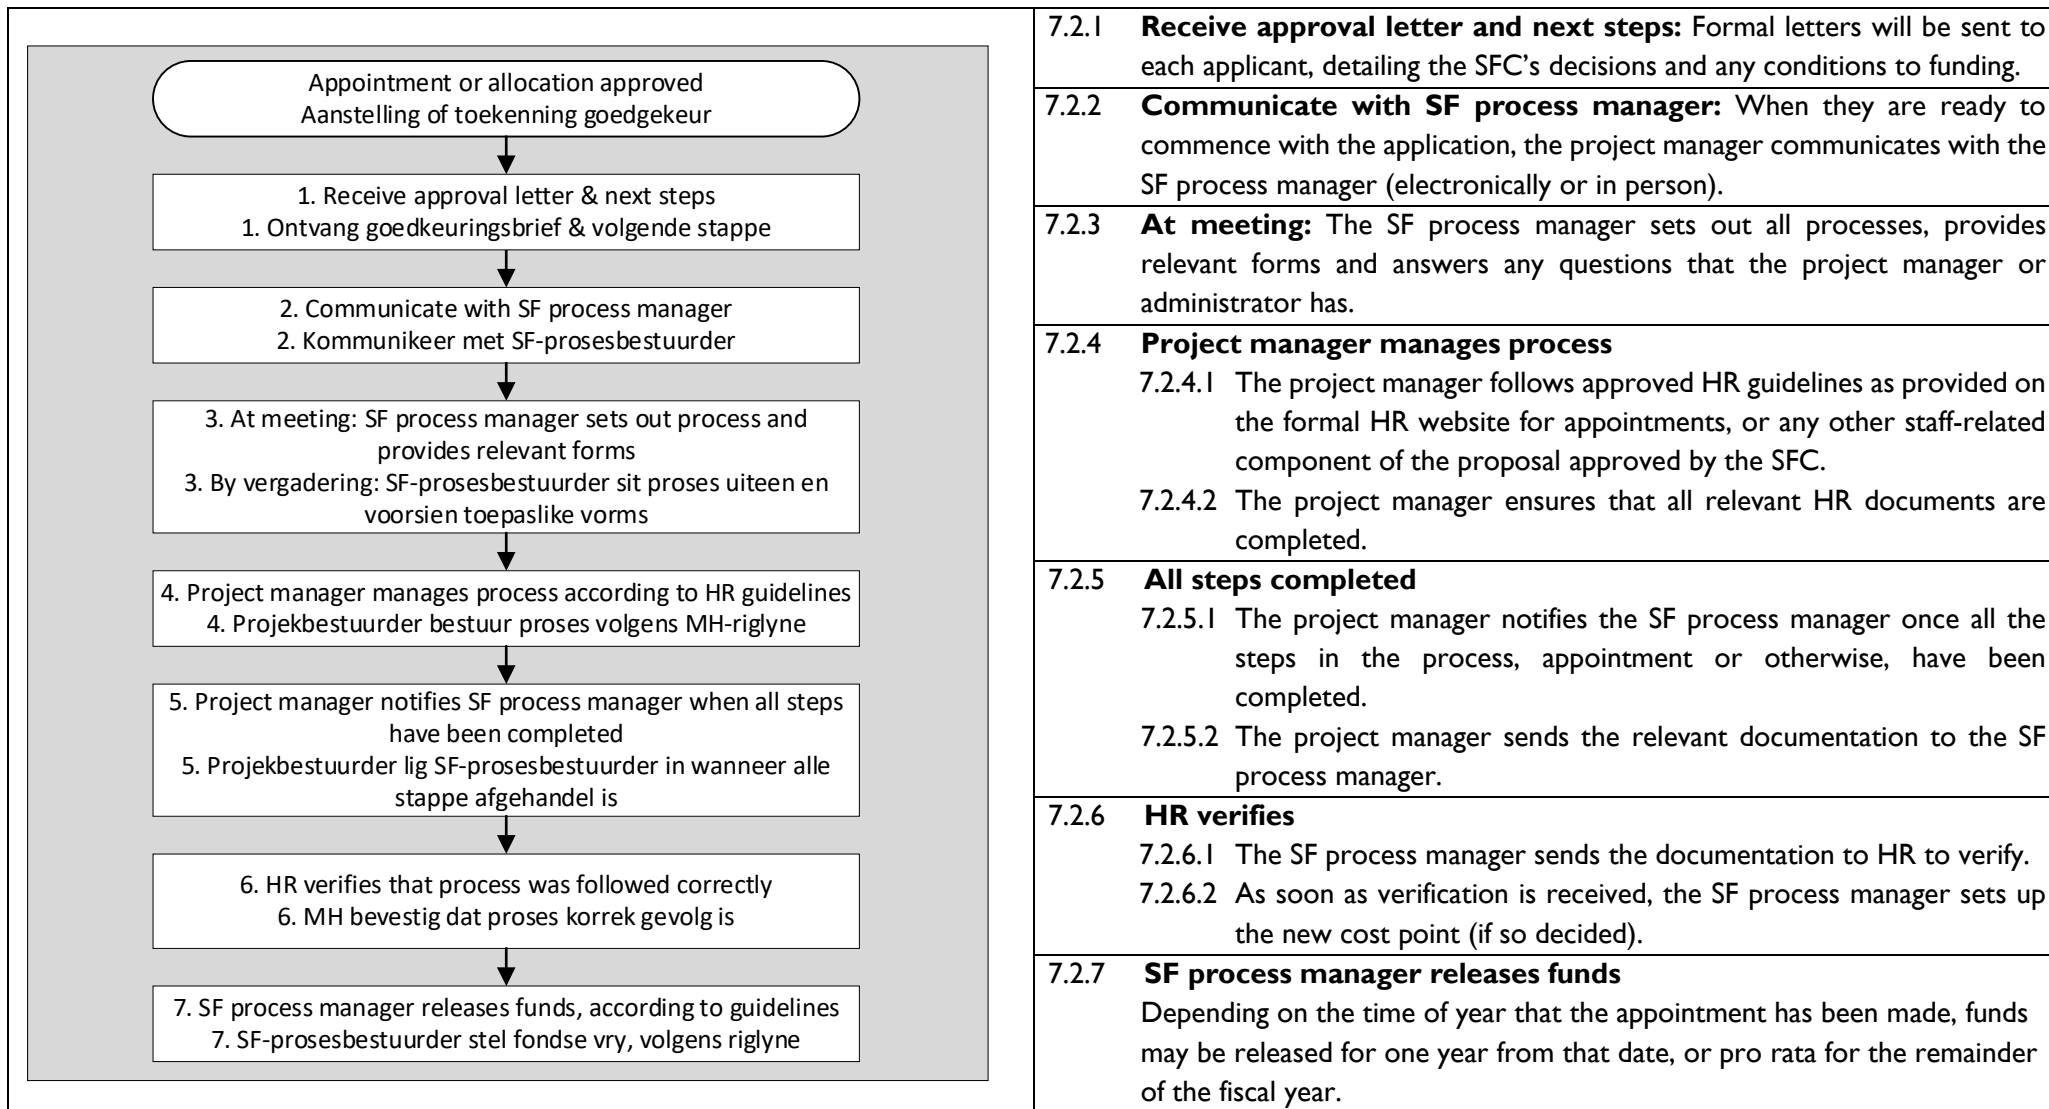 Appointment or allocation approved
Aanstelling of toekenning goedgekeur
1. Receive approval letter & next steps
1. Ontvang goedkeuringsbrief & volgende stappe
2. Communicate with SF process manager
2. Kommunikeer met SF-prosesbestuurder
3. At meeting: SF process manager sets out process and
provides relevant forms
3. By vergadering: SF-prosesbestuurder sit proses uiteen en
voorsien toepaslike vorms
4. Project manager manages process according to HR guidelines
4. Projekbestuurder bestuur proses volgens MH-riglyne
5. Project manager notifies SF process manager when all steps
have been completed
5. Projekbestuurder lig SF-prosesbestuurder in wanneer alle
stappe afgehandel is
6. HR verifies that process was followed correctly
6. MH bevestig dat proses korrek gevolg is
7. SF process manager releases funds, according to guidelines
7. SF-prosesbestuurder stel fondse vry, volgens riglyne
7.2.1 Receive approval letter and next steps: Formal letters will be sent to
each applicant, detailing the SFC's decisions and any conditions to funding.
7.2.2 Communicate with SF process manager: When they are ready to
commence with the application, the project manager communicates with the
SF process manager (electronically or in person).
7.2.3 At meeting: The SF process manager sets out all processes, provides
relevant forms and answers any questions that the project manager or
administrator has.
7.2.4 Project manager manages process
7.2.4.1 The project manager follows approved HR guidelines as provided on
the formal HR website for appointments, or any other staff-related
component of the proposal approved by the SFC.
7.2.4.2 The project manager ensures that all relevant HR documents are
completed.
7.2.5 All steps completed
7.2.5.1 The project manager notifies the SF process manager once all the
steps in the process, appointment or otherwise, have been
completed.
7.2.5.2 The project manager sends the relevant documentation to the SF
process manager.
7.2.6 HR verifies
7.2.6.1 The SF process manager sends the documentation to HR to verify.
7.2.6.2 As soon as verification is received, the SF process manager sets up
the new cost point (if so decided).
7.2.7 SF process manager releases funds
Depending on the time of year that the appointment has been made, funds
may be released for one year from that date, or pro rata for the remainder
of the fiscal year.